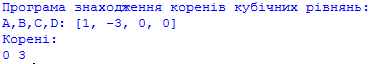 Програма знаходження коренів кубічних рівнянь:
A,B,C,D: [1, -3, 0, 0]
Корені:
0 3